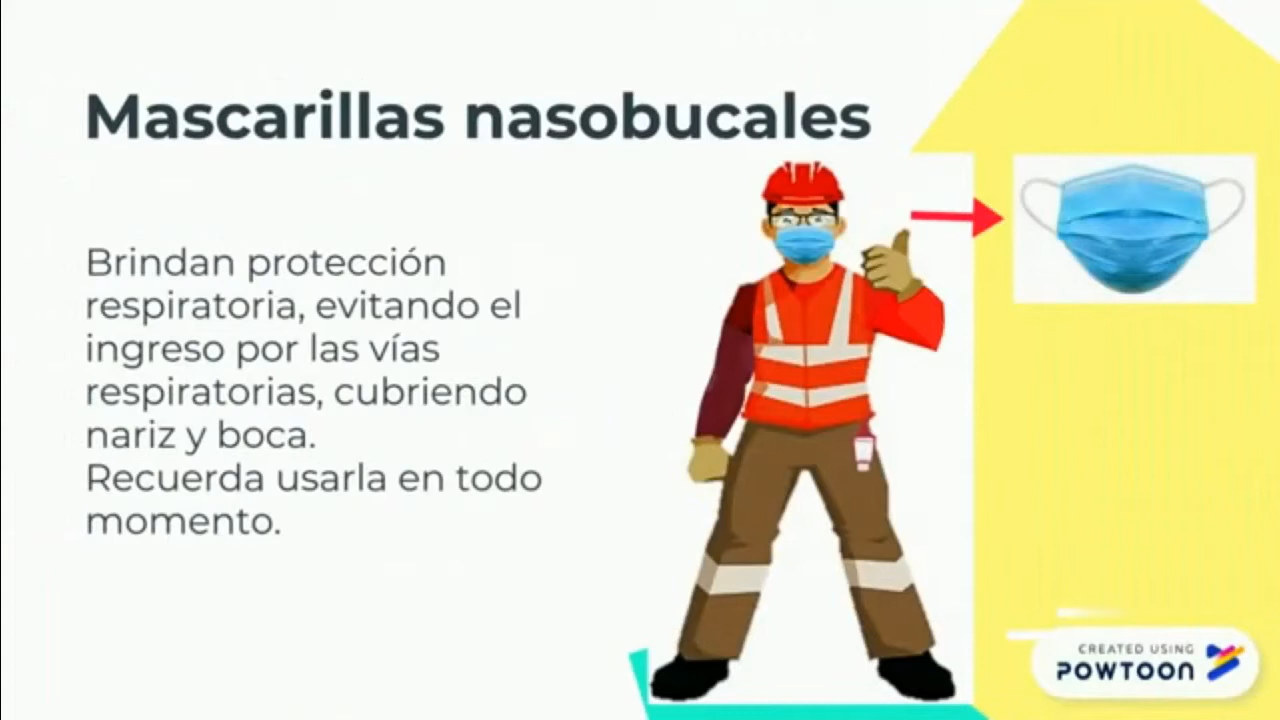 Mascarillas nasobucales
Brindan protección
respiratoria, evitando el
ingreso por las vías
respiratorias, cubriendo
nariz y boca.
Recuerda usarla en todo
momento.
CREATED USING
POWTOON